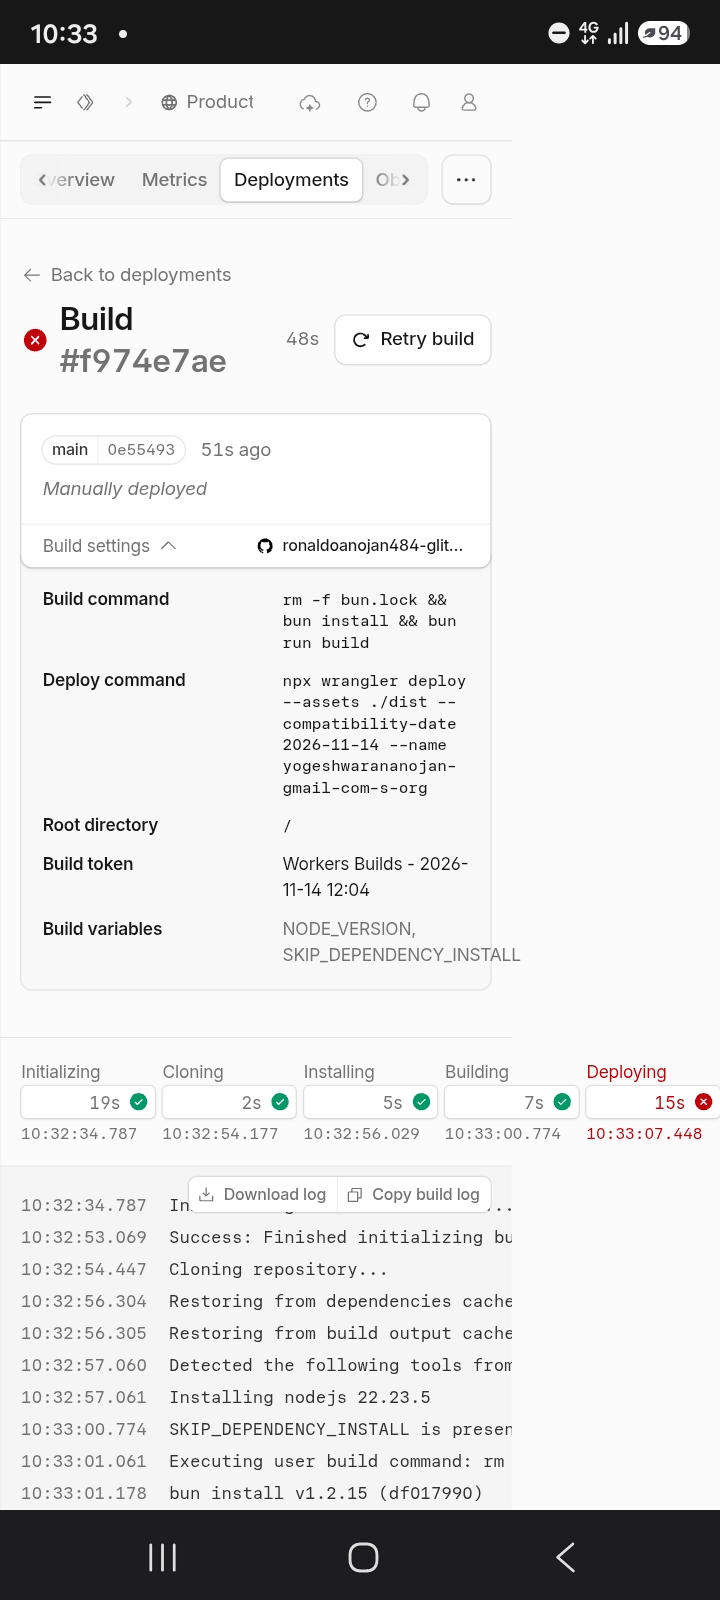 10:33
4G
94
Product
verview
Metrics
Deployments
Ob
Back to deployments
Build
#f974e7ae
48s
Retry build
main
0e55493
51s ago
Manually deployed
Build settings
ronaldoanojan484-glit...
Build command
rm -f bun.lock &&
bun install && bun
run build
Deploy command
npx wrangler deploy
--assets ./dist --
compatibility-date
2026-11-14 --name
yogeshwarananojan-
gmail-com-s-org
Root directory
/
Build token
Workers Builds - 2026-
11-14 12:04
Build variables
NODE_VERSION,
SKIP_DEPENDENCY_INSTALL
Initializing
Cloning
Installing
Building
Deploying
19s
2s
5s
7s
15s
10:32:34.787
10:32:54.177
10:32:56.029
10:33:00.774
10:33:07.448
Download log
Copy build log
10:32:34.787 In
10:32:53.069 Success: Finished initializing bu
10:32:54.447 Cloning repository...
10:32:56.304 Restoring from dependencies cache
10:32:56.305 Restoring from build output cache
10:32:57.060 Detected the following tools from
10:32:57.061 Installing nodejs 22.23.5
10:33:00.774 SKIP_DEPENDENCY_INSTALL is presen
10:33:01.061 Executing user build command: rm
10:33:01.178 bun install v1.2.15 (df017990)